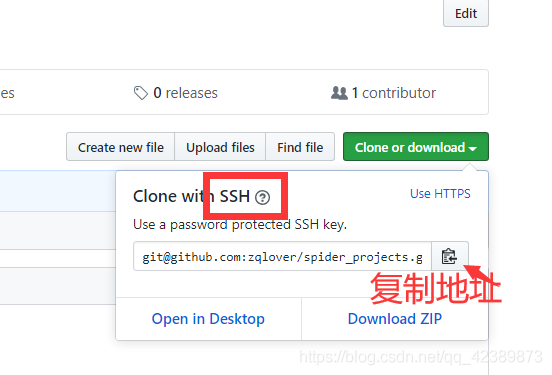 Edit
es
0 releases
1 contributor
Create new file
Upload files
Find file
Clone or download
Clone with SSH
Use HTTPS
Use a password protected SSH key.
git@github.com:zqlover/spider_projects.g
复制地址
Open in Desktop
Download ZIP
https://blog.csdn.net/qq_42389873